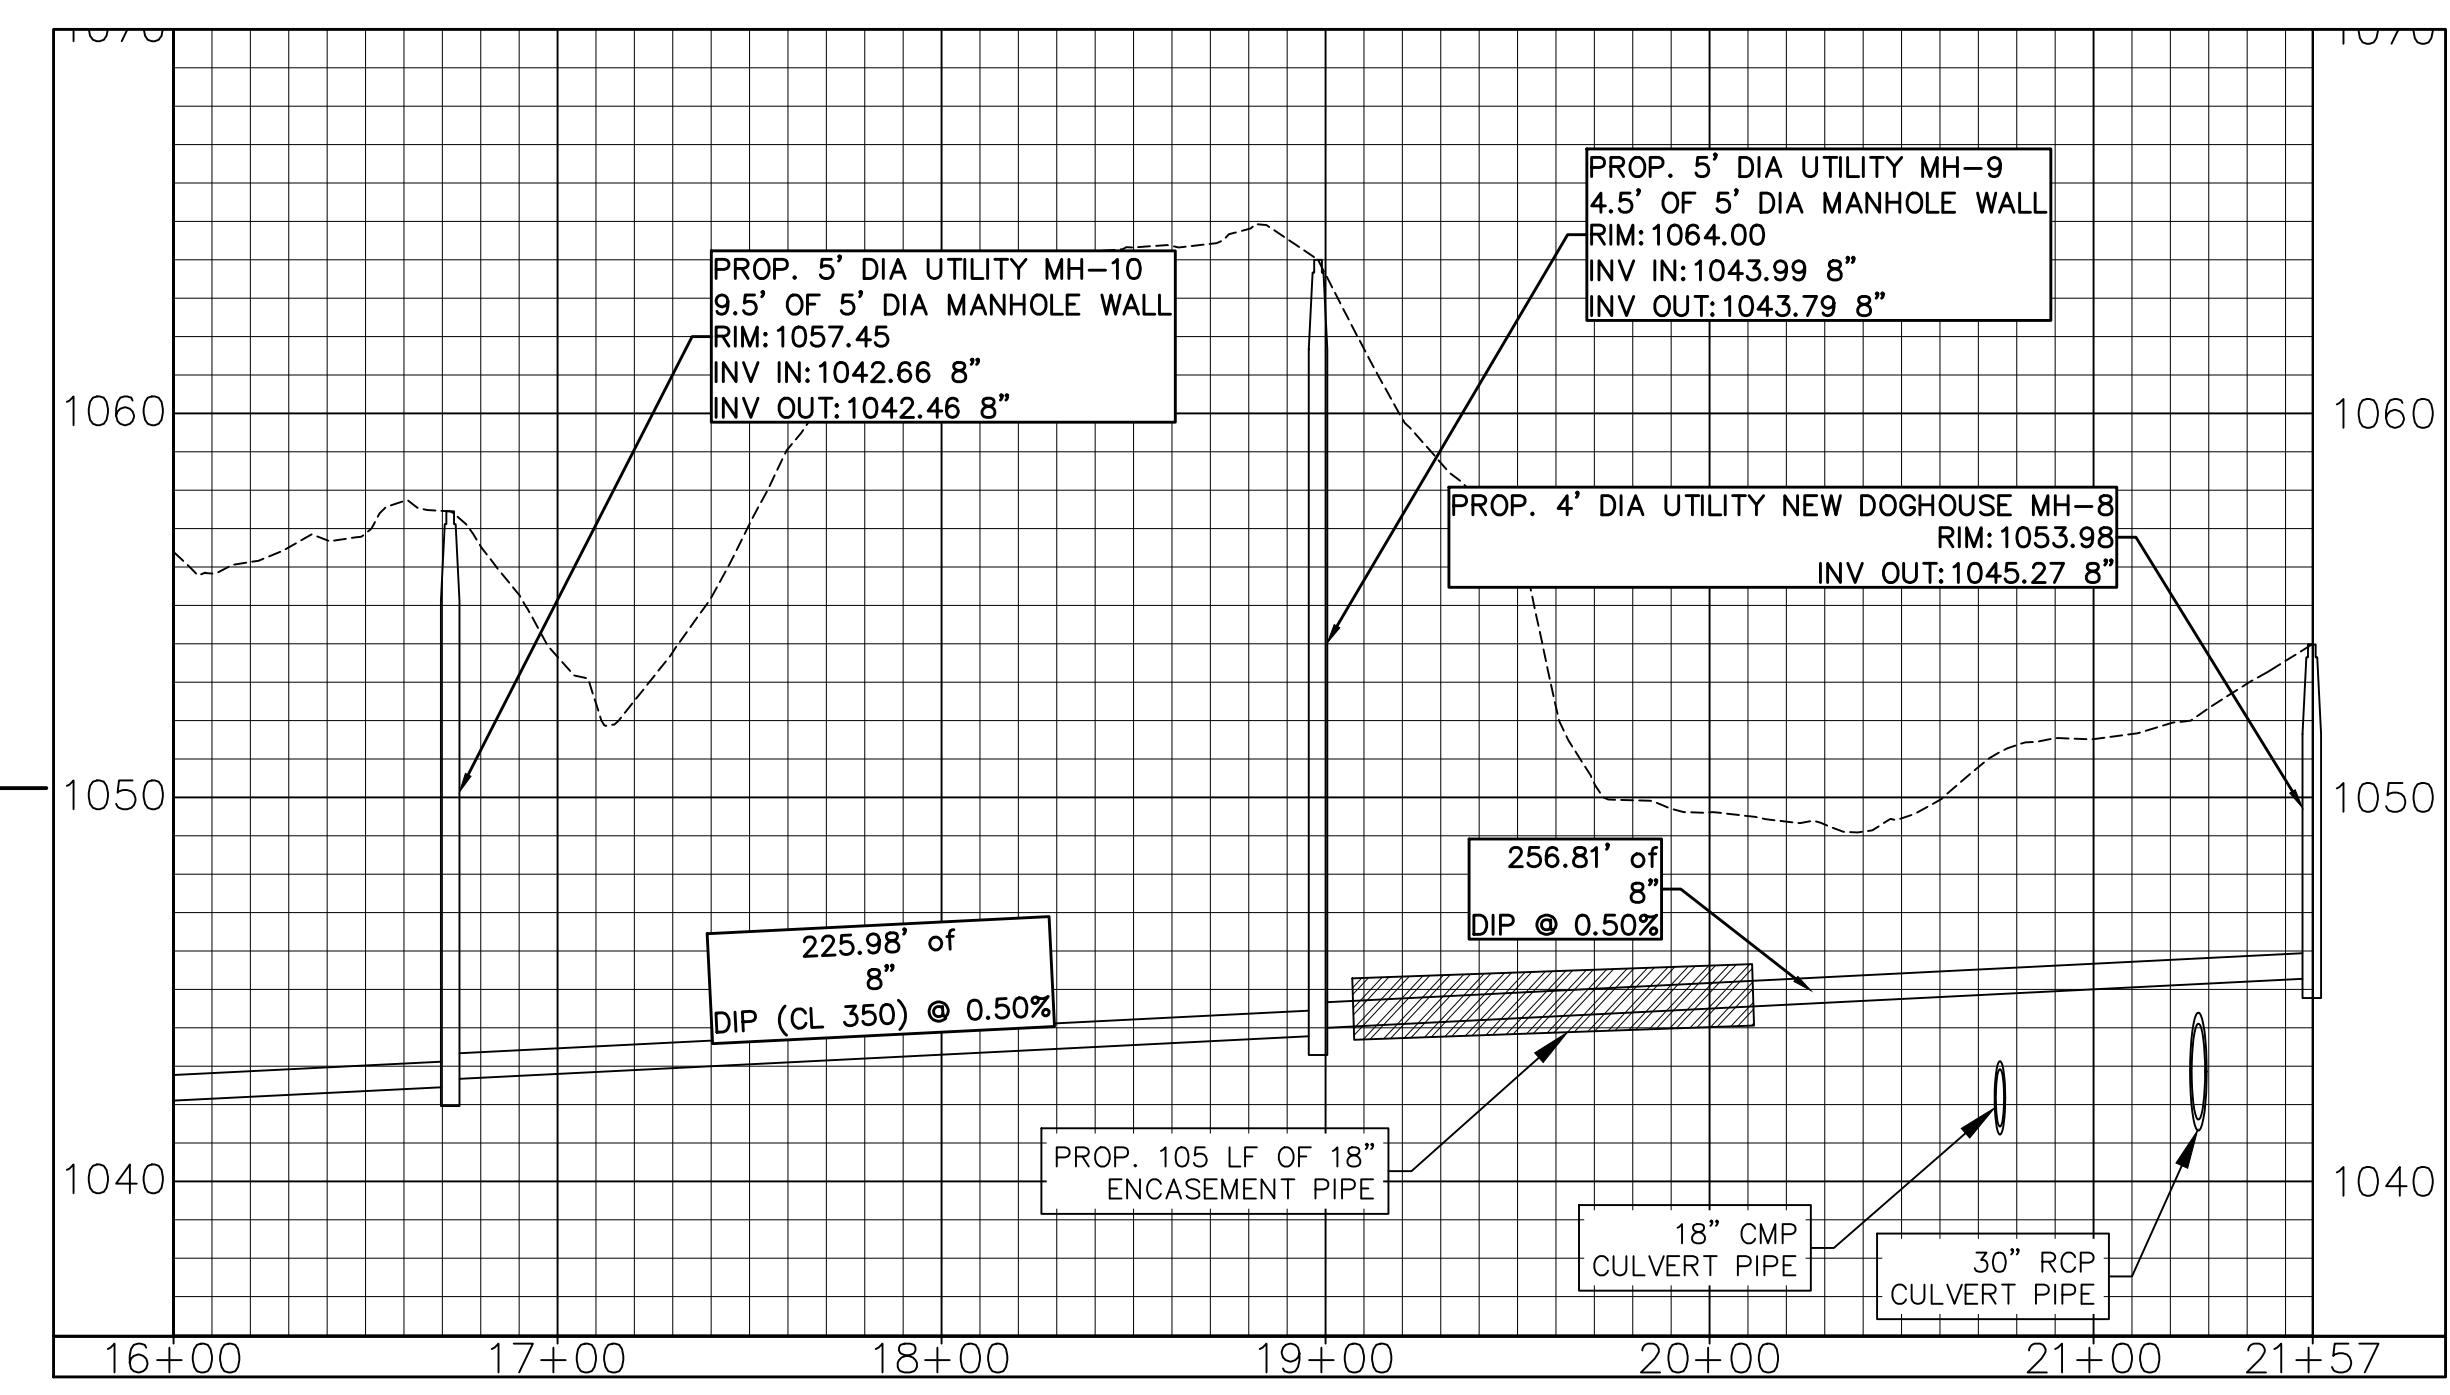 1070
1070
PROP. 5' DIA UTILITY MH-9
4.5' OF 5' DIA MANHOLE WALL
RIM:1064.00
INV IN:1043.99 8"
INV OUT:1043.79 8"
PROP. 5' DIA UTILITY MH-10
9.5' OF 5' DIA MANHOLE WALL
RIM:1057.45
INV IN:1042.66 8"
INV OUT:1042.46 8"
1060
1060
PROP. 4' DIA UTILITY NEW DOGHOUSE MH-8
RIM:1053.98
INV OUT:1045.27 8"
1050
1050
256.81' of
8"
DIP @ 0.50%
225.98' of
8"
DIP (CL 350) @ 0.50%
PROP. 105 LF OF 18"
ENCASEMENT PIPE
1040
1040
18" CMP
CULVERT PIPE
30" RCP
CULVERT PIPE
16+00
17+00
18+00
19+00
20+00
21+00
21+57